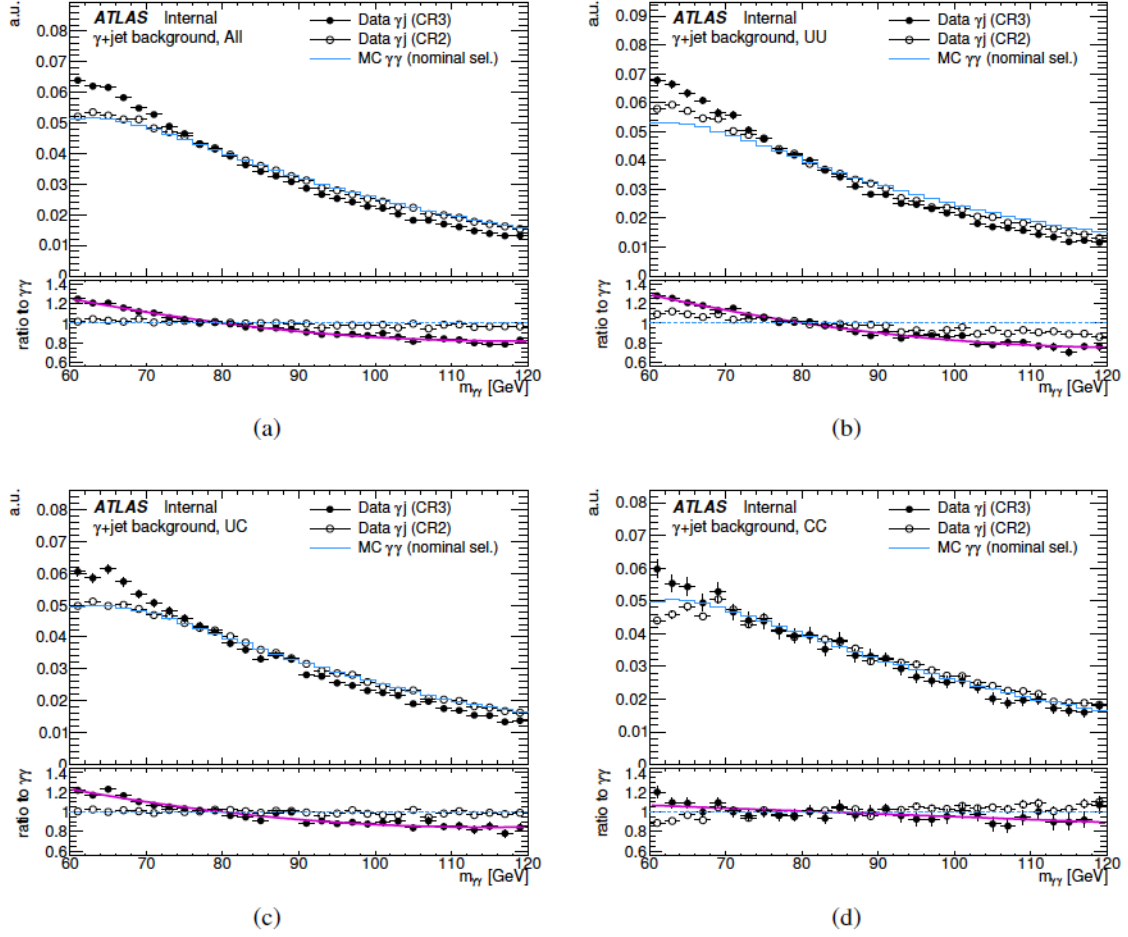 a.u.
ATLAS Internal
γ+jet background, All
Data γj (CR3)
Data γj (CR2)
MC γγ (nominal sel.)
0.08
0.07
0.06
0.05
0.04
0.03
0.02
0.01
0
ratio to γγ
1.4
1.2
1
0.8
0.6
60 70 80 90 100 110 120
mγγ [GeV]
(a)
a.u.
ATLAS Internal
γ+jet background, UU
Data γj (CR3)
Data γj (CR2)
MC γγ (nominal sel.)
0.09
0.08
0.07
0.06
0.05
0.04
0.03
0.02
0.01
0
ratio to γγ
1.4
1.2
1
0.8
0.6
60 70 80 90 100 110 120
mγγ [GeV]
(b)
a.u.
ATLAS Internal
γ+jet background, UC
Data γj (CR3)
Data γj (CR2)
MC γγ (nominal sel.)
0.08
0.07
0.06
0.05
0.04
0.03
0.02
0.01
0
ratio to γγ
1.4
1.2
1
0.8
0.6
60 70 80 90 100 110 120
mγγ [GeV]
(c)
a.u.
ATLAS Internal
γ+jet background, CC
Data γj (CR3)
Data γj (CR2)
MC γγ (nominal sel.)
0.08
0.07
0.06
0.05
0.04
0.03
0.02
0.01
0
ratio to γγ
1.4
1.2
1
0.8
0.6
60 70 80 90 100 110 120
mγγ [GeV]
(d)